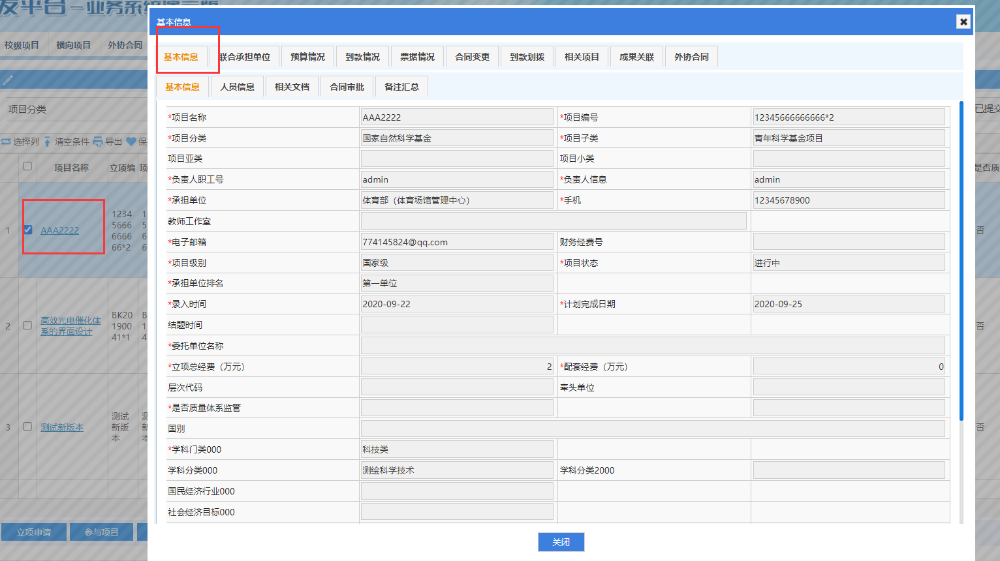 发平台－业务系统演示版
校级项目 横向项目 外协合同
项目分类
已提交
选择列 清空条件 导出 保
项目名称 立项编 项
是否质
1 AAA2222
1234
5666
6666
66*2
1
5
6
6
否
2 高效光电催化体
系的界面设计
BK20
1900
41*1
B
1
4
否
3 测试新版本
测试
新版
本
测
新
本
否
立项申请 参与项目
基本信息
基本信息 联合承担单位 预算情况 到款情况 票据情况 合同变更 到款划拨 相关项目 成果关联 外协合同
基本信息 人员信息 相关文档 合同审批 备注汇总
*项目名称 AAA2222 *项目编号 12345666666666*2
*项目分类 国家自然科学基金 *项目子类 青年科学基金项目
项目亚类 项目小类
*负责人职工号 admin *负责人信息 admin
*承担单位 体育部（体育场馆管理中心） *手机 12345678900
教师工作室
*电子邮箱 774145824@qq.com 财务经费号
*项目级别 国家级 *项目状态 进行中
*承担单位排名 第一单位
*录入时间 2020-09-22 *计划完成日期 2020-09-25
结题时间
*委托单位名称
*立项总经费（万元） 2 *配套经费（万元） 0
层次代码 牵头单位
*是否质量体系监管
国别
*学科门类000 科技类
学科分类000 测绘科学技术 学科分类2000
国民经济行业000
社会经济目标000
关闭